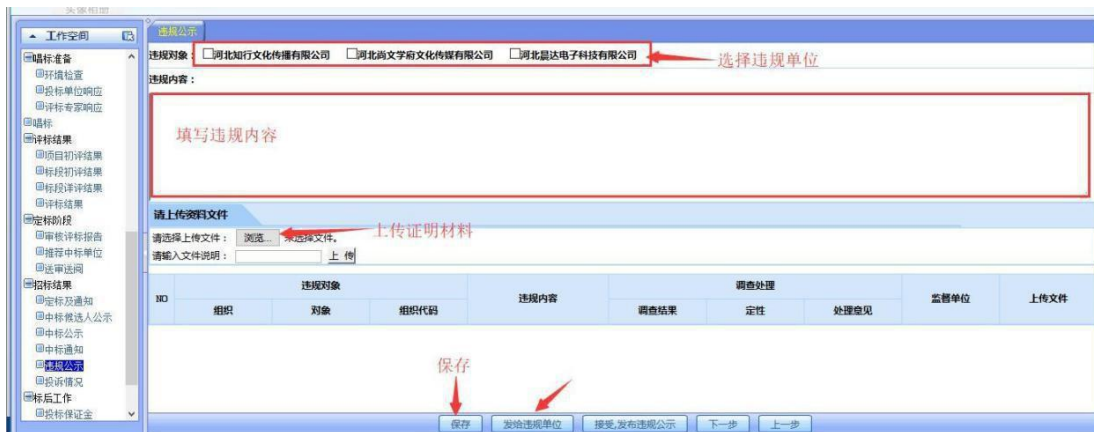 工作空间
唱标准备
环境检查
投标单位响应
评标专家响应
唱标
评标结果
项目初评结果
标段初评结果
标段详评结果
评标结果
定标阶段
审核评标报告
推荐中标单位
送审送阅
招标结果
定标及通知
中标候选人公示
中标公示
中标通知
违规公示
投诉情况
标后工作
投标保证金
违规公示
违规对象： 河北知行文化传播有限公司 河北尚文学府文化传媒有限公司 河北晨达电子科技有限公司 选择违规单位
违规内容：
填写违规内容
请上传资料文件
请选择上传文件： 浏览... 未选择文件。 上传证明材料
请输入文件说明： 上 传
NO 违规对象 违规内容 调查处理 监督单位 上传文件
组织 对象 组织代码 调查结果 定性 处理意见
保存
保存 发给违规单位 接受,发布违规公示 下一步 上一步